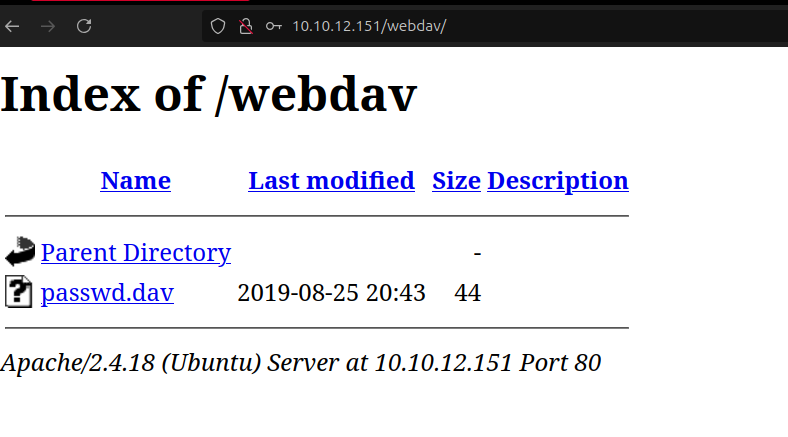 10.10.12.151/webdav/
Index of /webdav
Name Last modified Size Description
Parent Directory -
passwd.dav 2019-08-25 20:43 44
Apache/2.4.18 (Ubuntu) Server at 10.10.12.151 Port 80